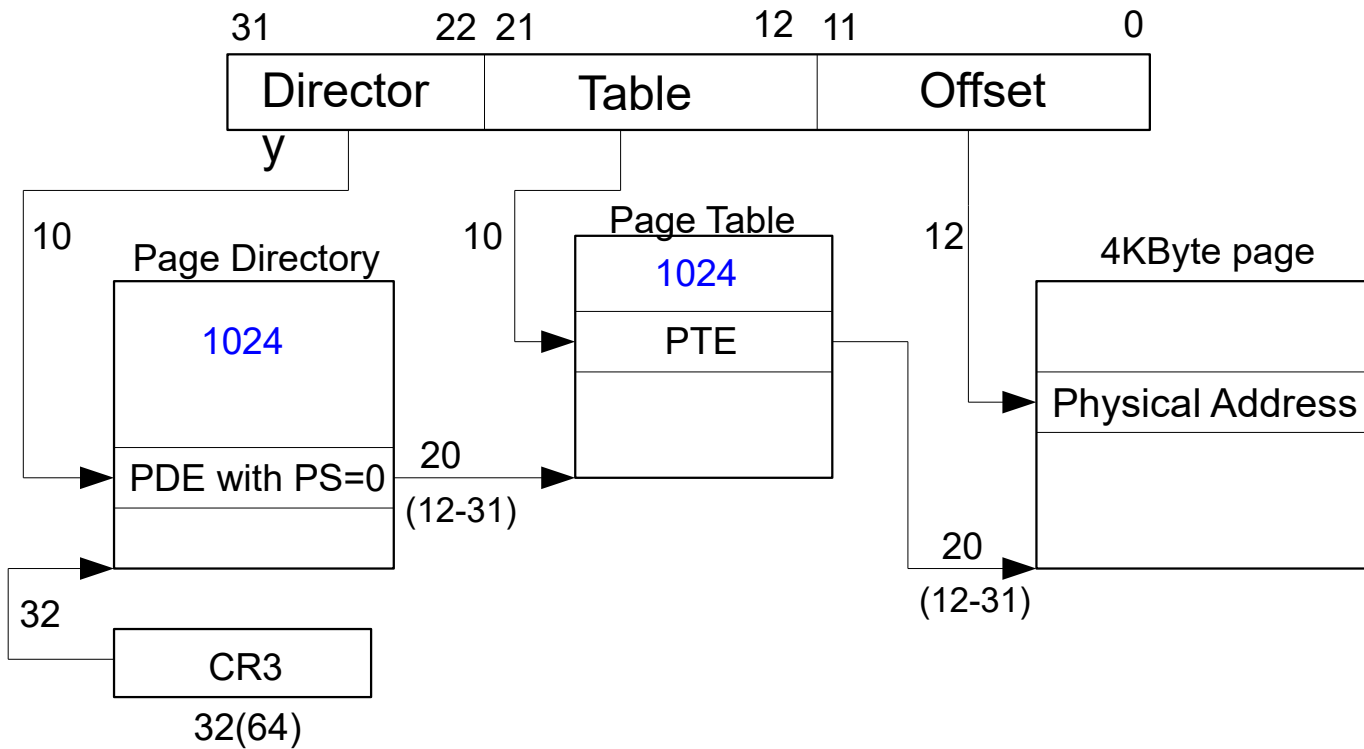 31 22 21 12 11 0
Director
y
Table
Offset
10
10
12
Page Directory
Page Table
4KByte page
1024
1024
PTE
Physical Address
PDE with PS=0
20
(12-31)
20
(12-31)
32
CR3
32(64)